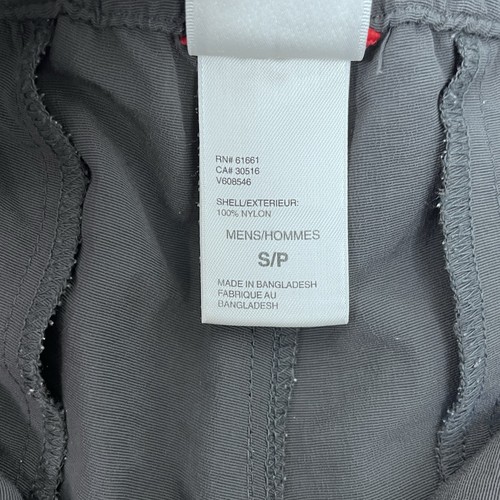 RN# 61661
CA# 30516
V608546
SHELL/EXTERIEUR:
100% NYLON
MENS/HOMMES
S/P
MADE IN BANGLADESH
FABRIQUE AU
BANGLADESH